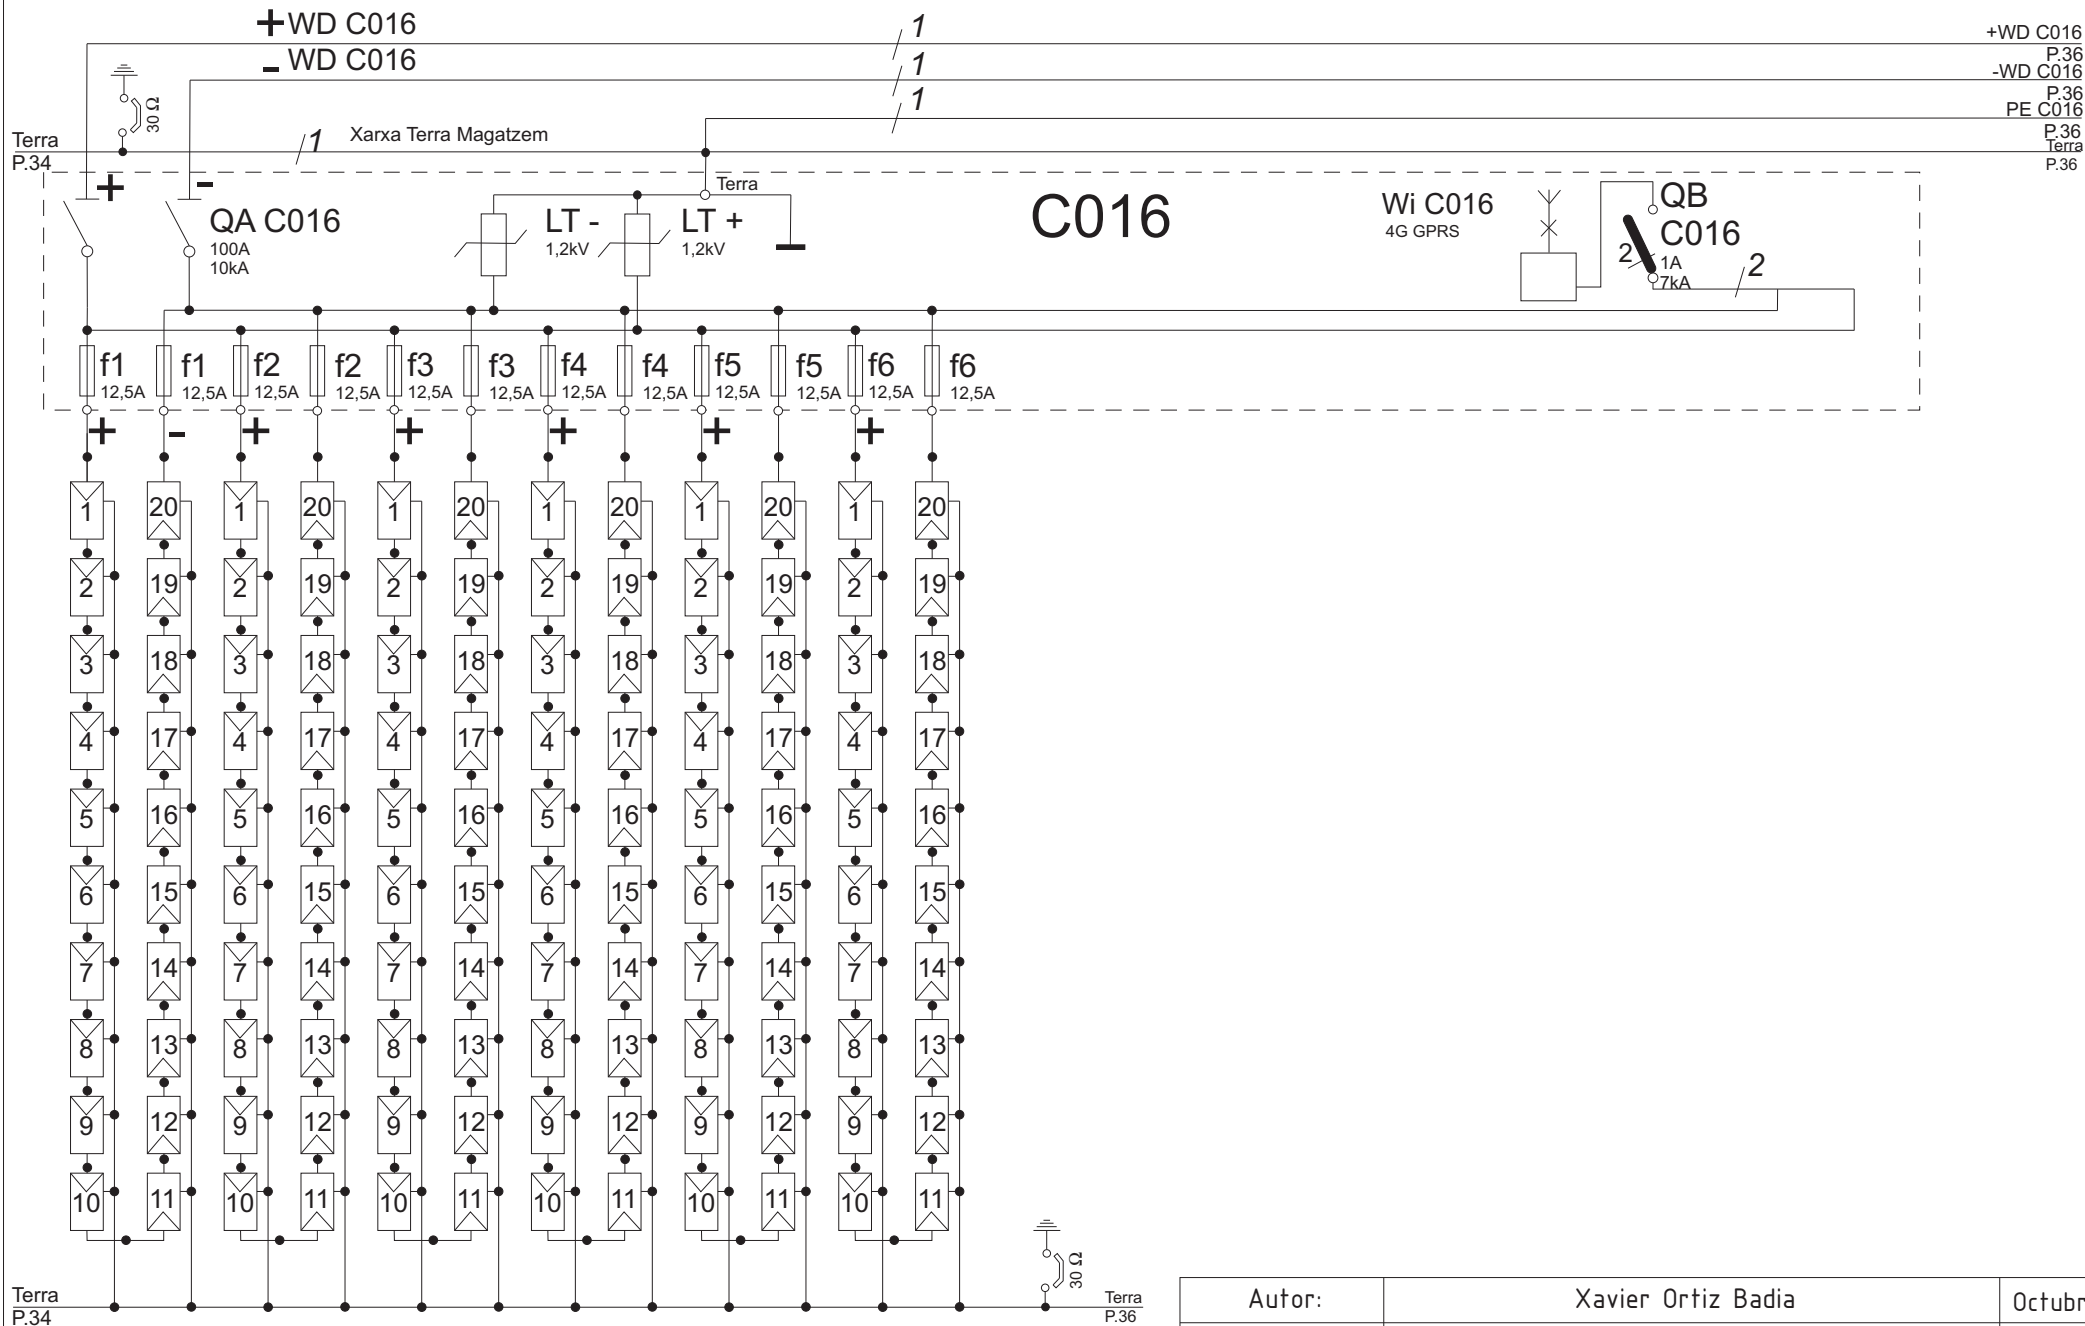 + WD C016
- WD C016
1
1
1
+WD C016
P.36
-WD C016
P.36
PE C016
P.36
Terra
P.36
30 Ω
Terra
P.34
1
Xarxa Terra Magatzem
+
-
QA C016
100A
10kA
LT -
1,2kV
LT +
1,2kV
Terra
C016
Wi C016
4G GPRS
QB
C016
2
1A
7kA
2
f1 f1 f2 f2 f3 f3 f4 f4 f5 f5 f6 f6
12,5A 12,5A 12,5A 12,5A 12,5A 12,5A 12,5A 12,5A 12,5A 12,5A 12,5A 12,5A
+ - + + + + +
1 20 1 20 1 20 1 20 1 20 1 20
2 19 2 19 2 19 2 19 2 19 2 19
3 18 3 18 3 18 3 18 3 18 3 18
4 17 4 17 4 17 4 17 4 17 4 17
5 16 5 16 5 16 5 16 5 16 5 16
6 15 6 15 6 15 6 15 6 15 6 15
7 14 7 14 7 14 7 14 7 14 7 14
8 13 8 13 8 13 8 13 8 13 8 13
9 12 9 12 9 12 9 12 9 12 9 12
10 11 10 11 10 11 10 11 10 11 10 11
30 Ω
Terra
P.34
Terra
P.36
Autor:
Xavier Ortiz Badia
Octubr